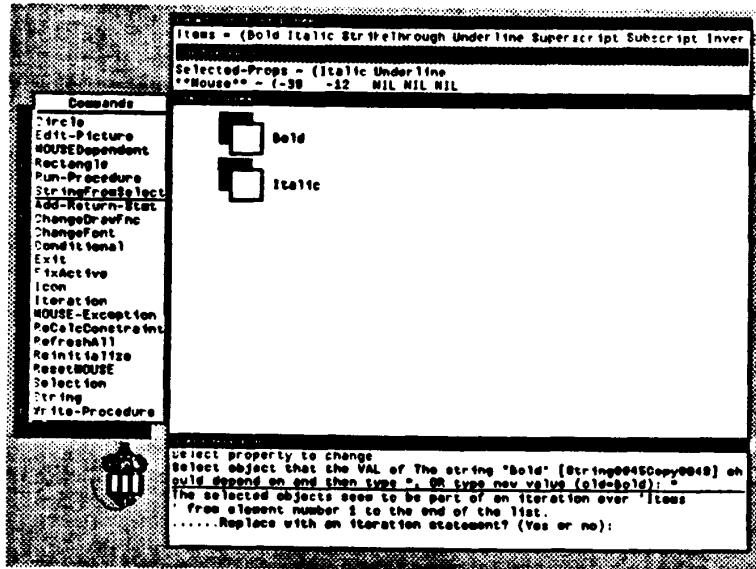 Items = (Bold Italic Strikethrough Underline Superscript Subscript Inver
Selected-Props = (Italic Underline
**Mouse** = (-39 -12 NIL NIL NIL
Commands
Circle
Edit-Picture
MOUSEDependent
Rectangle
Run-Procedure
StringFromSelect
Add-Return-Stmt
ChangeDrawFnc
ChangeFont
Conditional
Exit
FixActive
Icon
Iteration
MOUSE-Exception
ReCalcConstraint
RefreshAll
Reinitialize
ResetMOUSE
Selection
String
Write-Procedure
Bold
Italic
Select property to change
Select object that the VAL of The string "Bold" [String0045Copy0048] sh
ould depend on and then type *, OR type new value (old=Bold): *
The selected objects seem to be part of an iteration over 'Items
' from element number 1 to the end of the list.
......Replace with an iteration statement? (Yes or no):